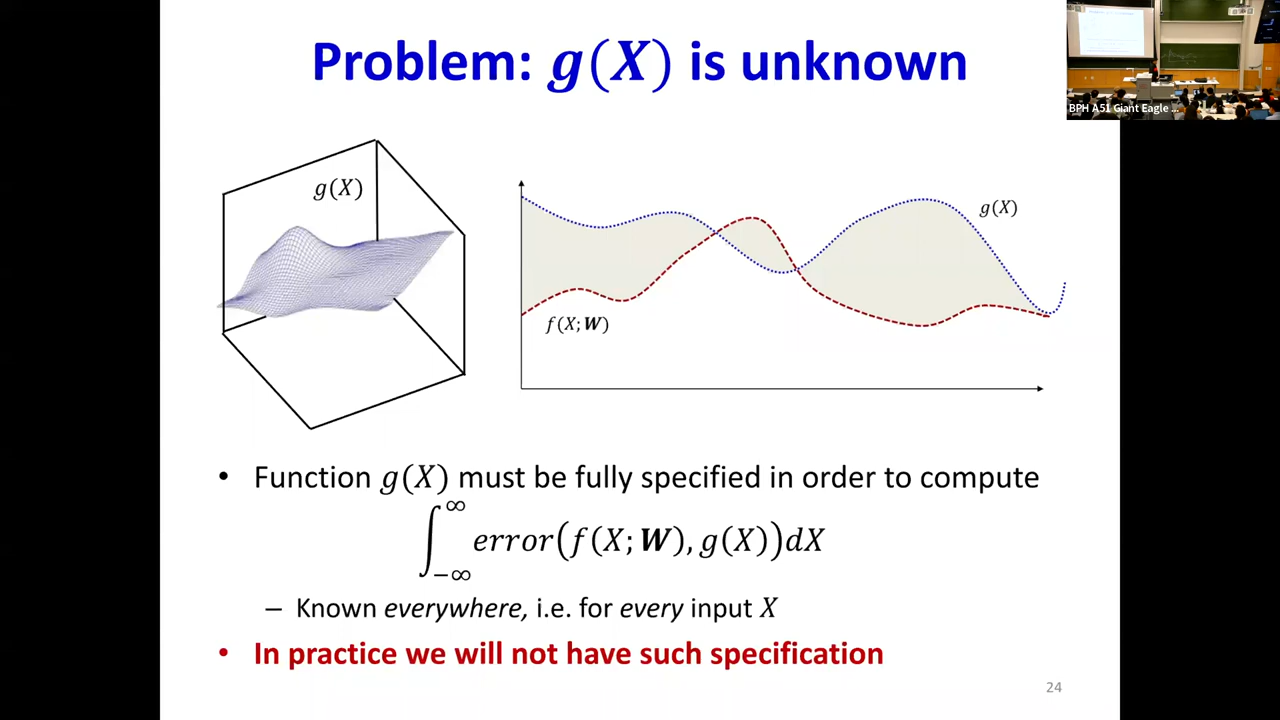 Problem: g(X) is unknown
BPH A51 Giant Eagle ...
g(X)
g(X)
f(X; W)
• Function g(X) must be fully specified in order to compute
∫_{−∞}^{∞} error(f(X; W), g(X))dX
– Known everywhere, i.e. for every input X
• In practice we will not have such specification
24